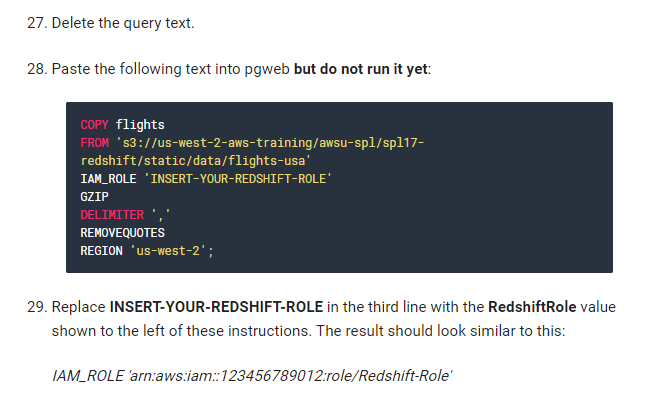 27. Delete the query text.
28. Paste the following text into pgweb but do not run it yet:
COPY flights
FROM 's3://us-west-2-aws-training/awsu-spl/spl17-
redshift/static/data/flights-usa'
IAM_ROLE 'INSERT-YOUR-REDSHIFT-ROLE'
GZIP
DELIMITER ','
REMOVEQUOTES
REGION 'us-west-2';
29. Replace INSERT-YOUR-REDSHIFT-ROLE in the third line with the RedshiftRole value
shown to the left of these instructions. The result should look similar to this:
IAM_ROLE 'arn:aws:iam::123456789012:role/Redshift-Role'